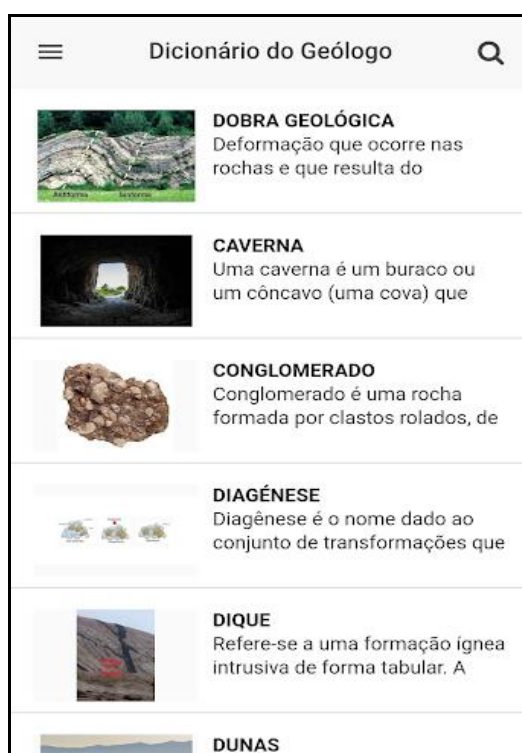 Dicionário do Geólogo
DOBRA GEOLÓGICA
Deformação que ocorre nas
rochas e que resulta do
CAVERNA
Uma caverna é um buraco ou
um côncavo (uma cova) que
CONGLOMERADO
Conglomerado é uma rocha
formada por clastos rolados, de
DIAGÉNESE
Diagênese é o nome dado ao
conjunto de transformações que
DIQUE
Refere-se a uma formação ígnea
intrusiva de forma tabular. A
DUNAS